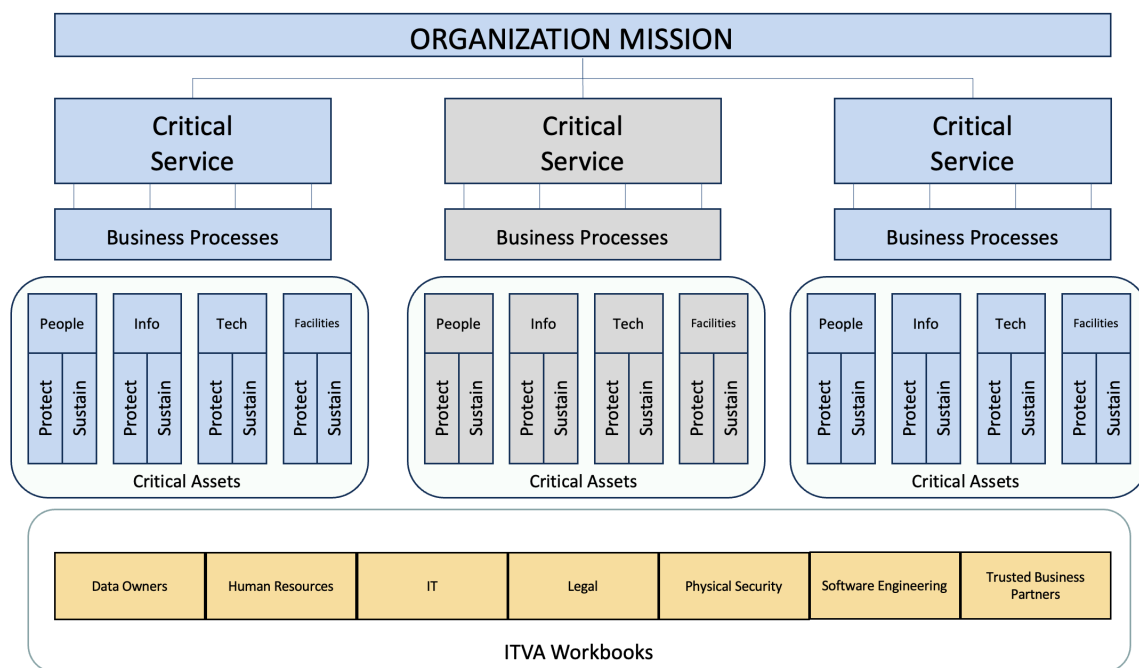 ORGANIZATION MISSION
Critical
Service
Critical
Service
Critical
Service
Business Processes
Business Processes
Business Processes
People
Info
Tech
Facilities
Protect
Sustain
Protect
Sustain
Protect
Sustain
Protect
Sustain
Critical Assets
People
Info
Tech
Facilities
Protect
Sustain
Protect
Sustain
Protect
Sustain
Protect
Sustain
Critical Assets
People
Info
Tech
Facilities
Protect
Sustain
Protect
Sustain
Protect
Sustain
Protect
Sustain
Critical Assets
Data Owners
Human Resources
IT
Legal
Physical Security
Software Engineering
Trusted Business
Partners
ITVA Workbooks